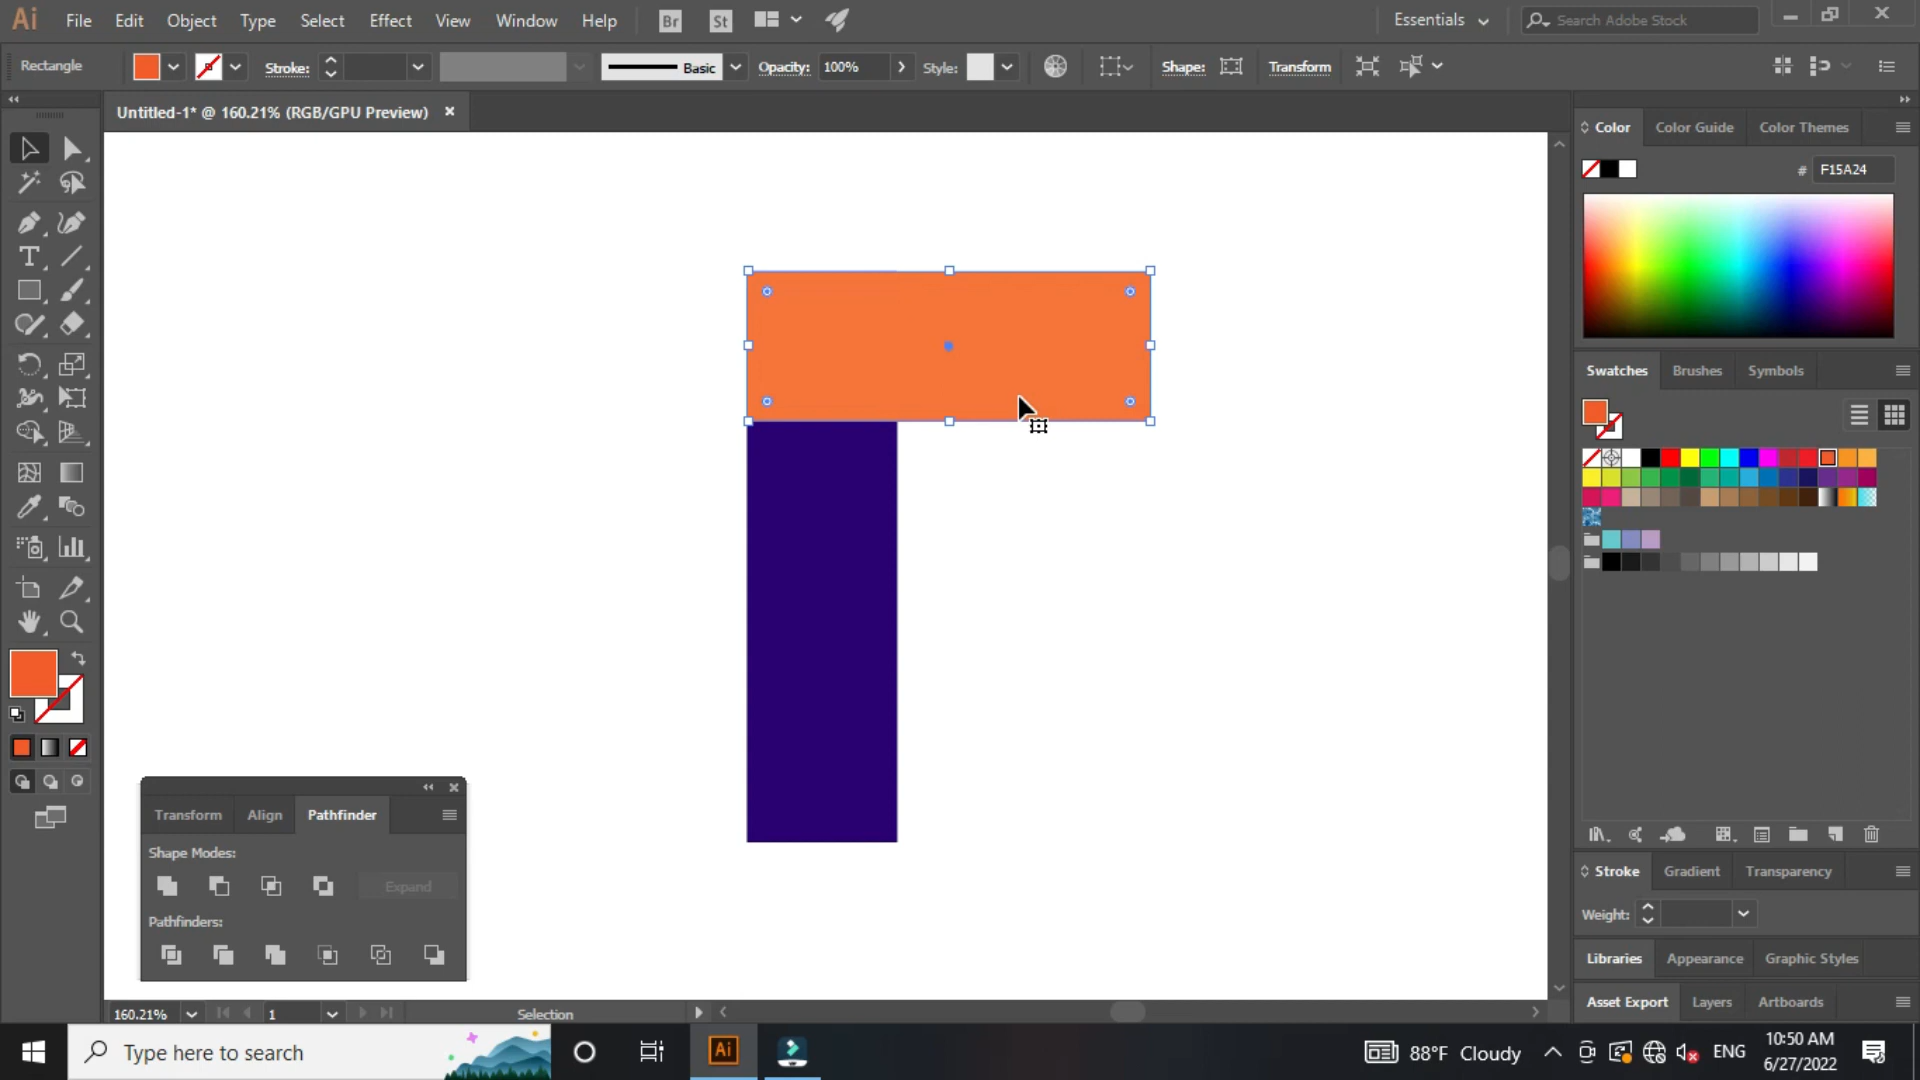 Ai File Edit Object Type Select Effect View Window Help Br St Essentials Search Adobe Stock
Rectangle Stroke: Basic Opacity: 100% Style: Shape: Transform
Untitled-1* @ 160.21% (RGB/GPU Preview)
Color Color Guide Color Themes
# F15A24
Swatches Brushes Symbols
Transform Align Pathfinder
Shape Modes:
Expand
Pathfinders:
Stroke Gradient Transparency
Weight:
Libraries Appearance Graphic Styles
Asset Export Layers Artboards
160.21% 1 Selection
Type here to search Ai 88°F Cloudy ENG 10:50 AM
6/27/2022